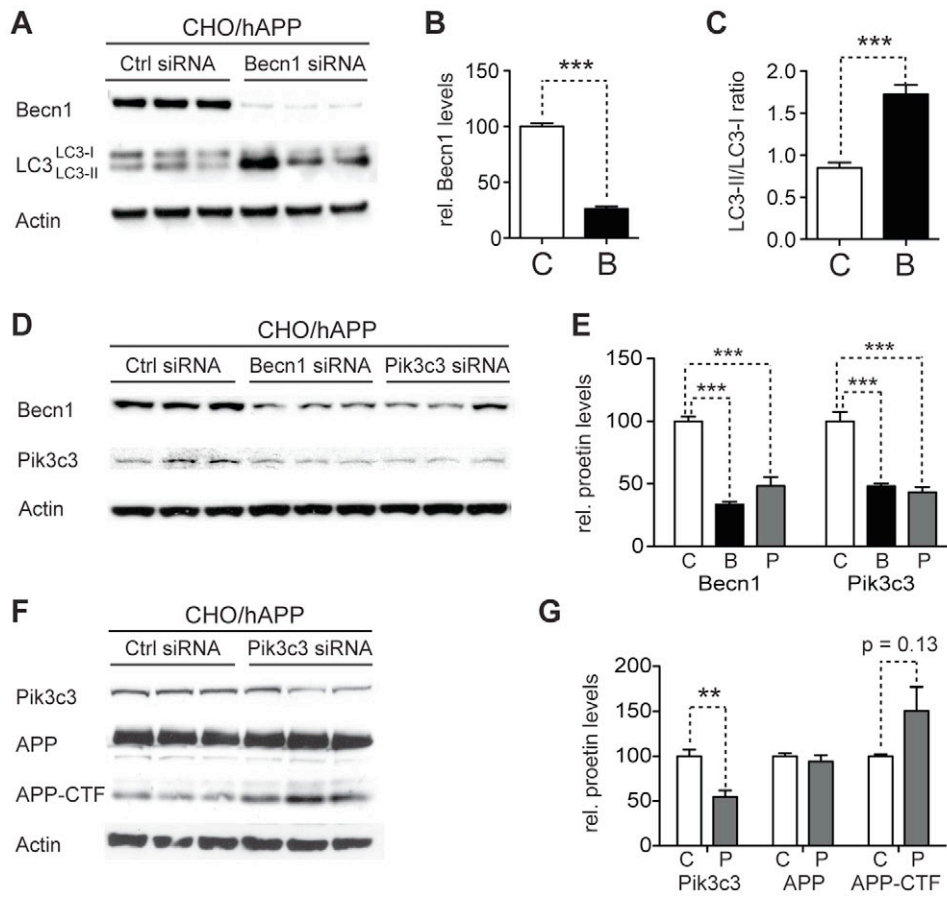 A
CHO/hAPP
Ctrl siRNA Becn1 siRNA
Becn1
LC3 LC3-I
LC3-II
Actin
B
rel. Becn1 levels
150
100
50
0
***
C B
C
LC3-II/LC3-I ratio
2.0
1.5
1.0
0.5
0.0
***
C B
D
CHO/hAPP
Ctrl siRNA Becn1 siRNA Pik3c3 siRNA
Becn1
Pik3c3
Actin
E
rel. proetin levels
150
100
50
0
*** ***
*** ***
C B P C B P
Becn1 Pik3c3
F
CHO/hAPP
Ctrl siRNA Pik3c3 siRNA
Pik3c3
APP
APP-CTF
Actin
G
rel. proetin levels
200
150
100
50
0
p = 0.13
**
C P C P C P
Pik3c3 APP APP-CTF